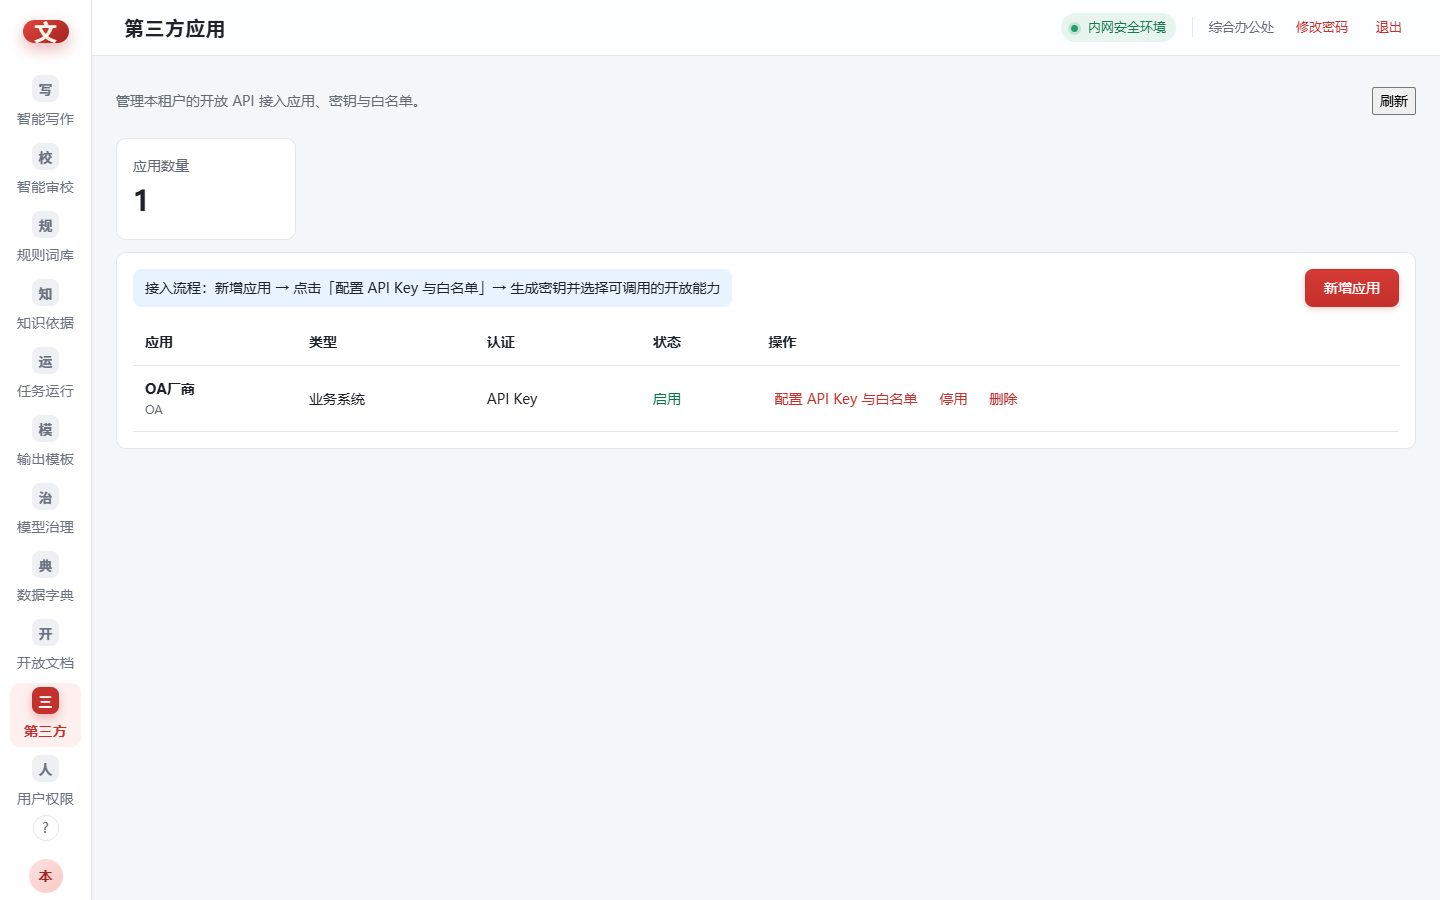 文
第三方应用
内网安全环境
综合办公处
修改密码
退出
写
智能写作
校
智能审校
规
规则词库
知
知识依据
运
任务运行
模
输出模板
治
模型治理
典
数据字典
开
开放文档
三
第三方
人
用户权限
?
本
管理本租户的开放 API 接入应用、密钥与白名单。
刷新
应用数量
1
接入流程：新增应用 → 点击「配置 API Key 与白名单」→ 生成密钥并选择可调用的开放能力
新增应用
应用 类型 认证 状态 操作
OA厂商
OA
业务系统 API Key 启用 配置 API Key 与白名单 停用 删除